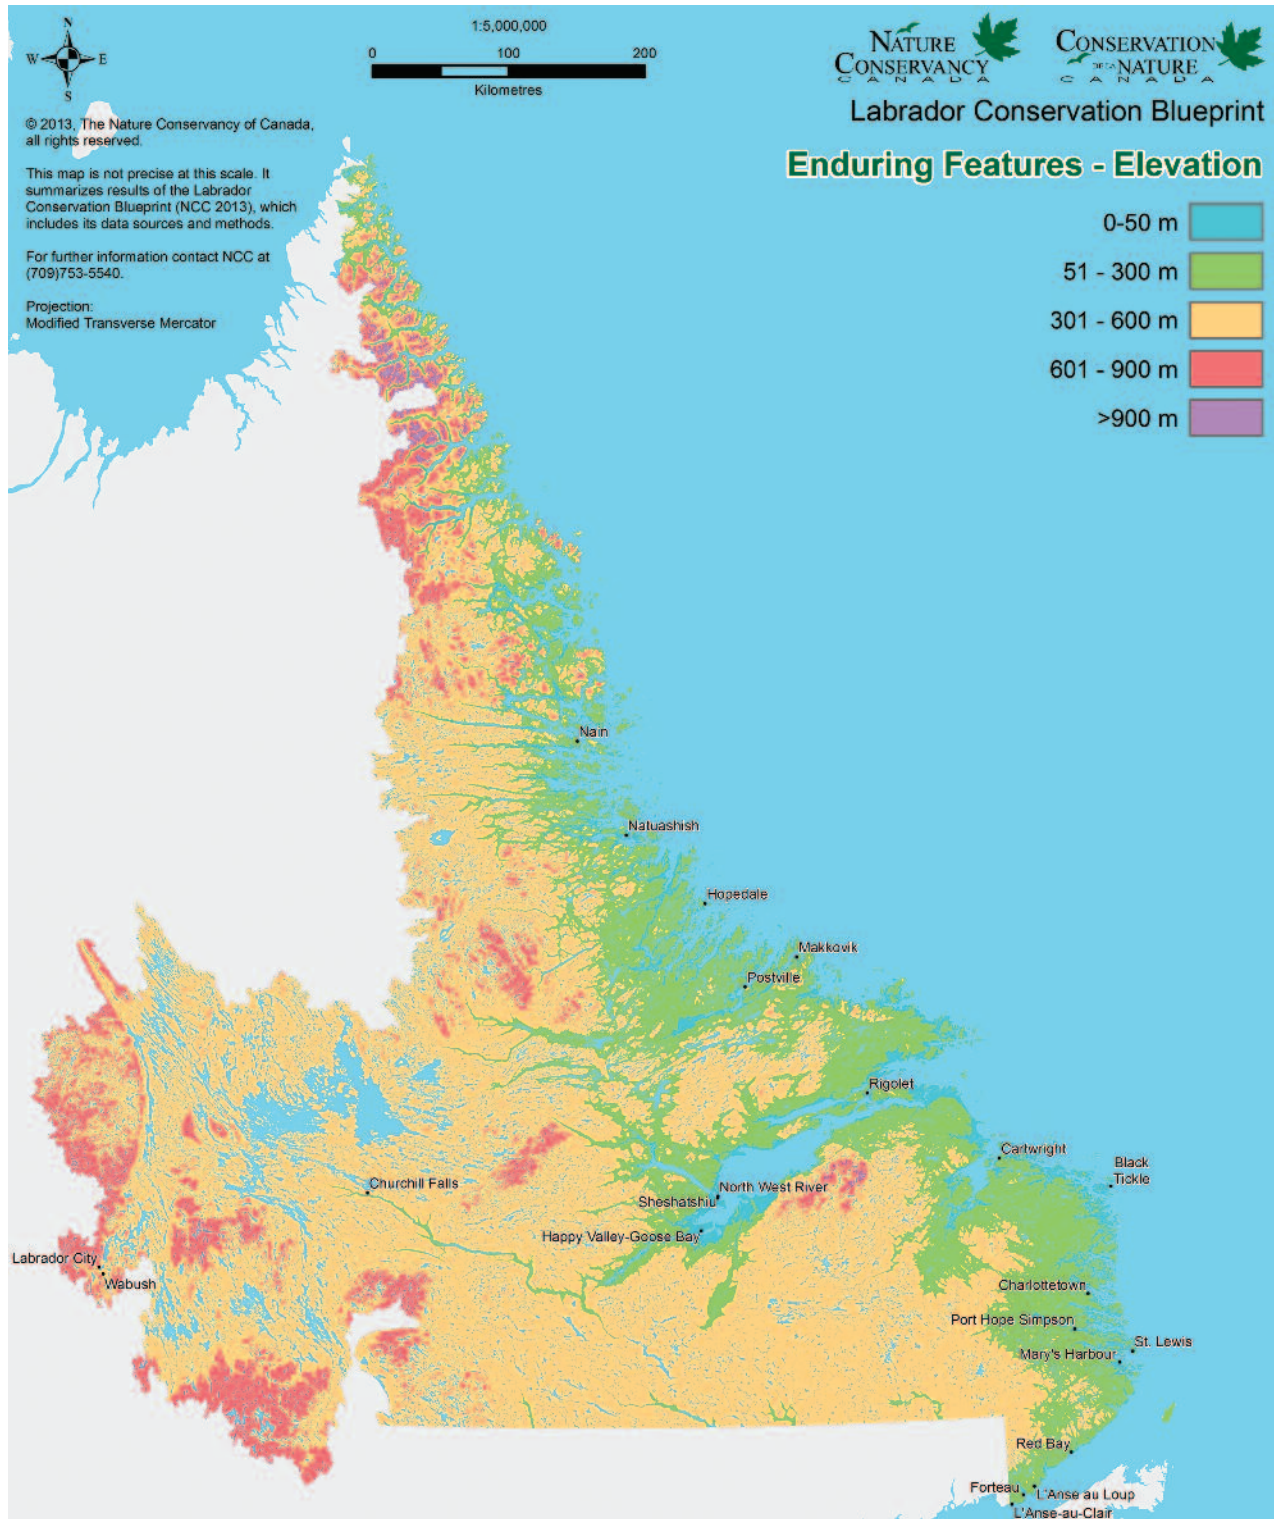 N
W E
S
1:5,000,000
0 100 200
Kilometres
NATURE
CONSERVANCY
CANADA
CONSERVATION
DE LA NATURE
CANADA
Labrador Conservation Blueprint
Enduring Features - Elevation
0-50 m
51 - 300 m
301 - 600 m
601 - 900 m
>900 m
© 2013, The Nature Conservancy of Canada,
all rights reserved.
This map is not precise at this scale. It
summarizes results of the Labrador
Conservation Blueprint (NCC 2013), which
includes its data sources and methods.
For further information contact NCC at
(709)753-5540.
Projection:
Modified Transverse Mercator
Nain
Natuashish
Hopedale
Makkovik
Postville
Rigolet
Cartwright
Black
Tickle
Churchill Falls
North West River
Sheshatshiu
Happy Valley-Goose Bay
Labrador City
Wabush
Charlottetown
Port Hope Simpson
St. Lewis
Mary's Harbour
Red Bay
Forteau
L'Anse au Loup
L'Anse-au-Clair